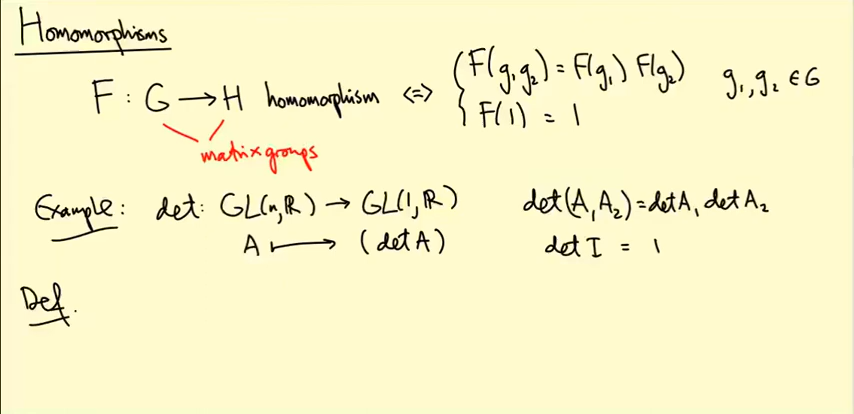 Homomorphisms
F : G → H homomorphism ⇔ { F(g₁g₂) = F(g₁) F(g₂) g₁, g₂ ∈ G
F(1) = 1
matrix groups
Example: det: GL(n,ℝ) → GL(1,ℝ) det(A₁A₂) = det A₁ det A₂
A ⟼ (det A) det I = 1
Def.